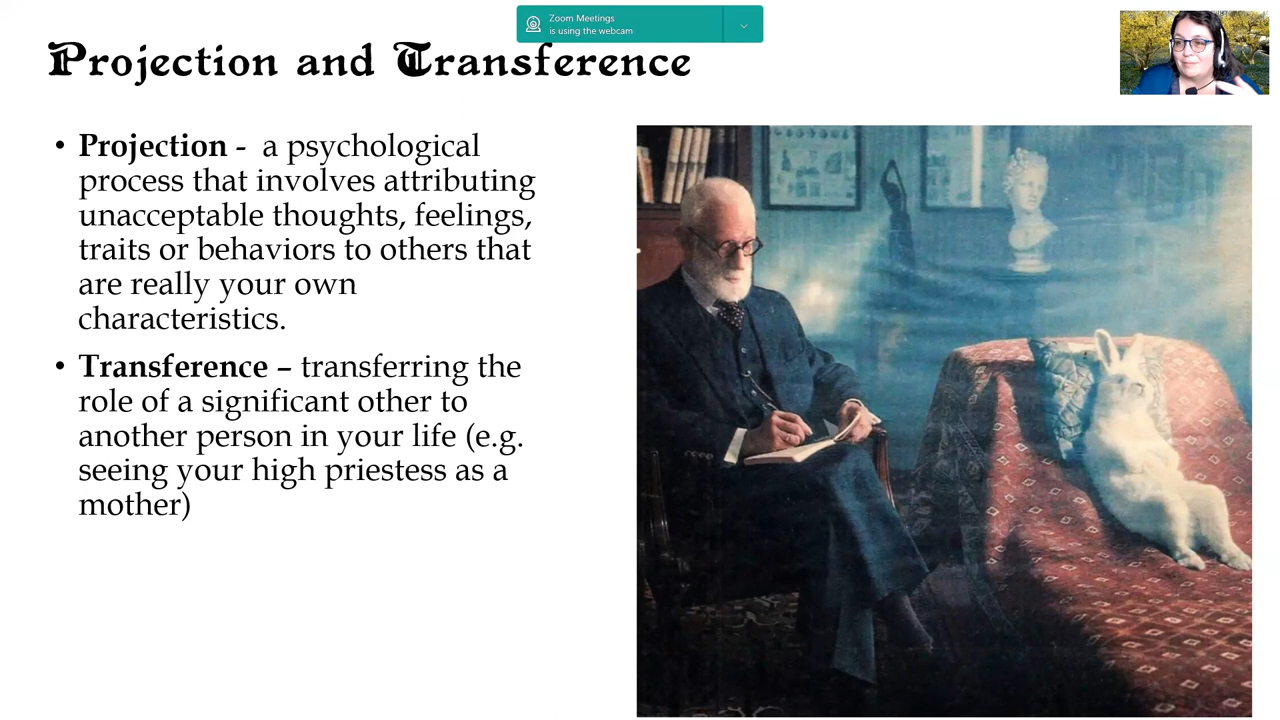 Zoom Meetings
is using the webcam
Projection and Transference
• Projection -  a psychological
process that involves attributing
unacceptable thoughts, feelings,
traits or behaviors to others that
are really your own
characteristics.
• Transference – transferring the
role of a significant other to
another person in your life (e.g.
seeing your high priestess as a
mother)